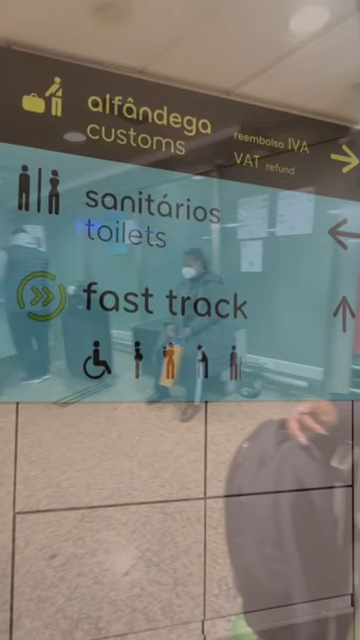 alfândega
customs
reembolso IVA
VAT refund
sanitários
toilets
fast track